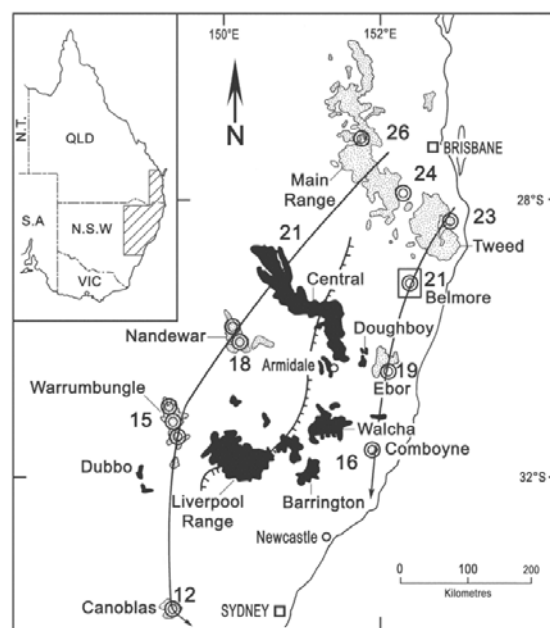 150°E
152°E
N.T.
QLD
S.A
N.S.W
VIC
N
26
BRISBANE
Main
Range
24
28°S
23
Tweed
21
Central
21
Belmore
Nandewar
18
Doughboy
Armidale
19
Ebor
Warrumbungle
15
Walcha
16
Comboyne
Dubbo
Liverpool
Range
Barrington
32°S
Newcastle
0
100
200
Kilometres
12
Canoblas
SYDNEY